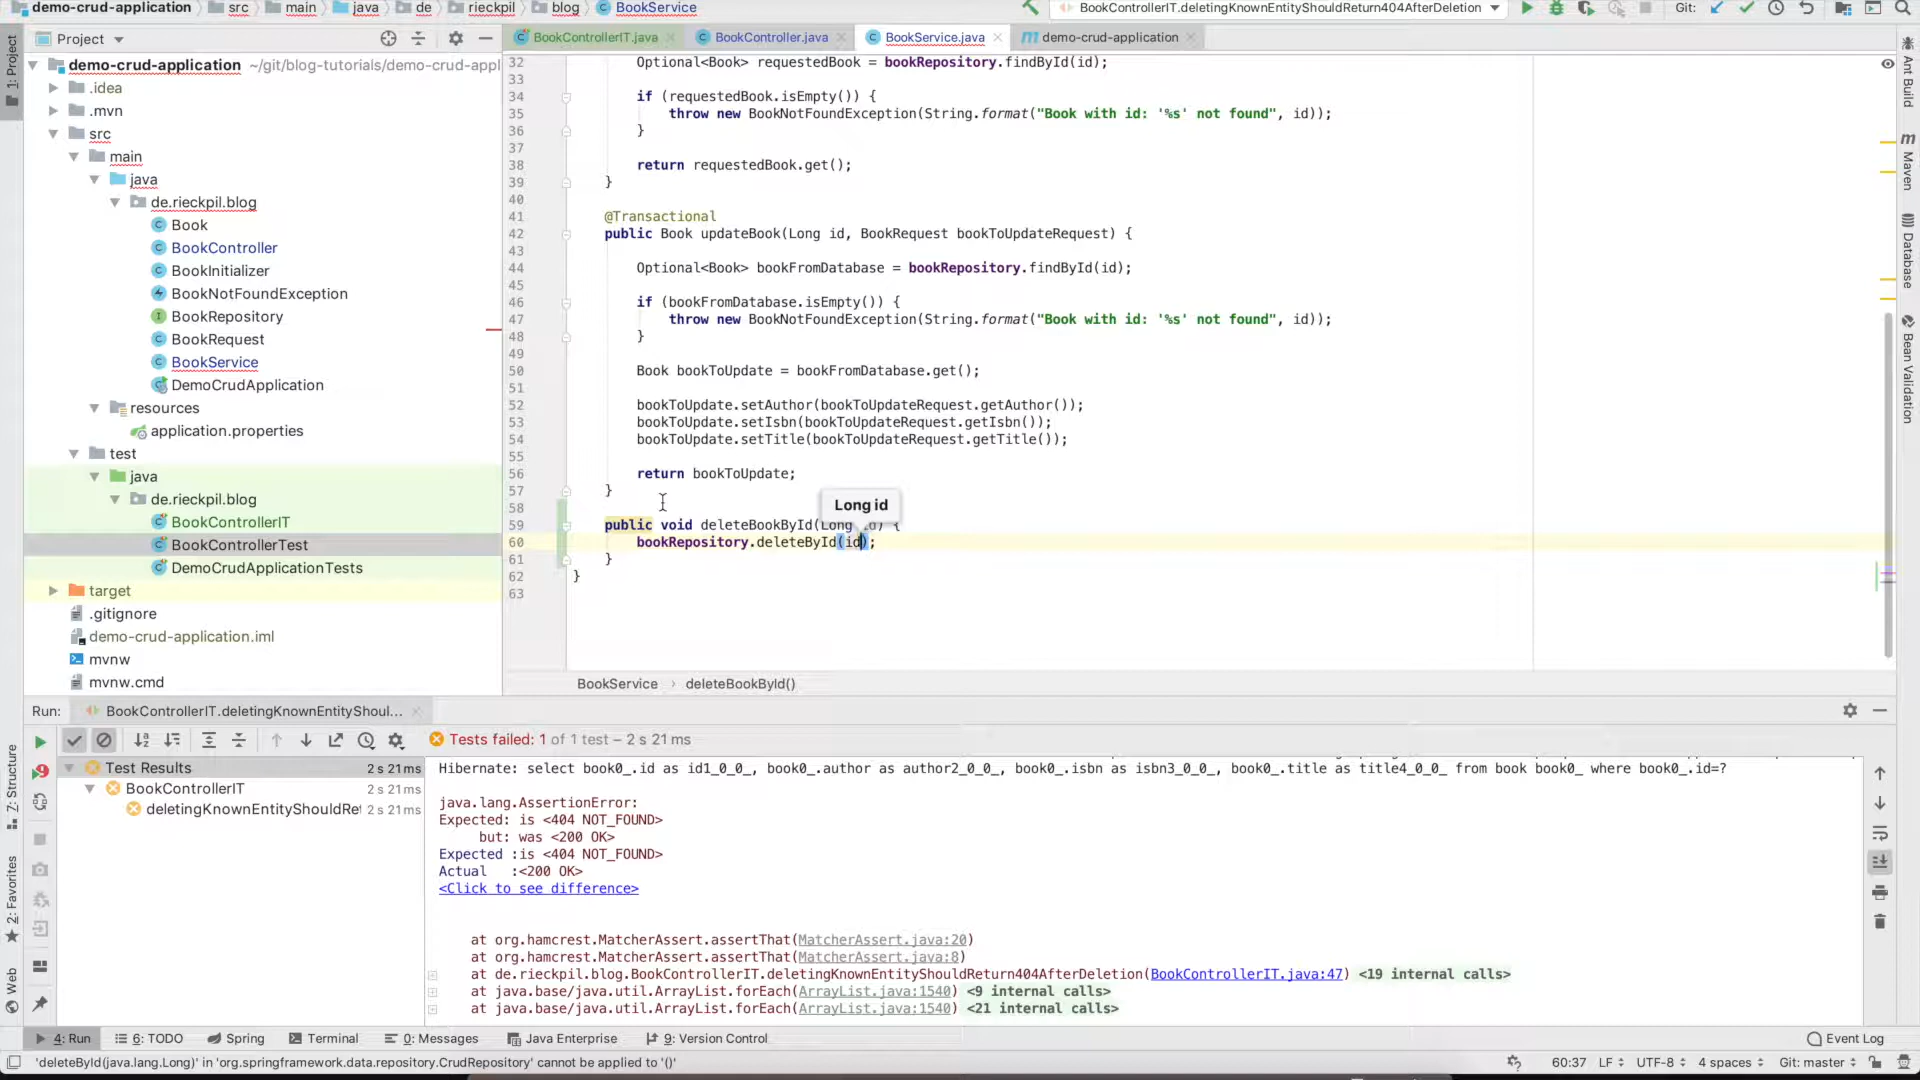 demo-crud-application src main java de rieckpil blog BookService
BookControllerIT.deletingKnownEntityShouldReturn404AfterDeletion
Git:
Project
BookControllerIT.java
BookController.java
BookService.java
demo-crud-application
demo-crud-application ~/git/blog-tutorials/demo-crud-appl
.idea
.mvn
src
main
java
de.rieckpil.blog
Book
BookController
BookInitializer
BookNotFoundException
BookRepository
BookRequest
BookService
DemoCrudApplication
resources
application.properties
test
java
de.rieckpil.blog
BookControllerIT
BookControllerTest
DemoCrudApplicationTests
target
.gitignore
demo-crud-application.iml
mvnw
mvnw.cmd
32 Optional<Book> requestedBook = bookRepository.findById(id);
33
34 if (requestedBook.isEmpty()) {
35 throw new BookNotFoundException(String.format("Book with id: '%s' not found", id));
36 }
37
38 return requestedBook.get();
39 }
40
41 @Transactional
42 public Book updateBook(Long id, BookRequest bookToUpdateRequest) {
43
44 Optional<Book> bookFromDatabase = bookRepository.findById(id);
45
46 if (bookFromDatabase.isEmpty()) {
47 throw new BookNotFoundException(String.format("Book with id: '%s' not found", id));
48 }
49
50 Book bookToUpdate = bookFromDatabase.get();
51
52 bookToUpdate.setAuthor(bookToUpdateRequest.getAuthor());
53 bookToUpdate.setIsbn(bookToUpdateRequest.getIsbn());
54 bookToUpdate.setTitle(bookToUpdateRequest.getTitle());
55
56 return bookToUpdate;
57 }
58
Long id
59 public void deleteBookById(Long id) {
60 bookRepository.deleteById(id);
61 }
62 }
63
BookService › deleteBookById()
1: Project
Z: Structure
2: Favorites
Web
Ant Build
m Maven
Database
Bean Validation
Run: BookControllerIT.deletingKnownEntityShoul...
Tests failed: 1 of 1 test – 2 s 21 ms
Test Results 2 s 21 ms
BookControllerIT 2 s 21 ms
deletingKnownEntityShouldRe 2 s 21 ms
Hibernate: select book0_.id as id1_0_0_, book0_.author as author2_0_0_, book0_.isbn as isbn3_0_0_, book0_.title as title4_0_0_ from book book0_ where book0_.id=?
java.lang.AssertionError:
Expected: is <404 NOT_FOUND>
but: was <200 OK>
Expected :is <404 NOT_FOUND>
Actual :<200 OK>
<Click to see difference>
at org.hamcrest.MatcherAssert.assertThat(MatcherAssert.java:20)
at org.hamcrest.MatcherAssert.assertThat(MatcherAssert.java:8)
at de.rieckpil.blog.BookControllerIT.deletingKnownEntityShouldReturn404AfterDeletion(BookControllerIT.java:47) <19 internal calls>
at java.base/java.util.ArrayList.forEach(ArrayList.java:1540) <9 internal calls>
at java.base/java.util.ArrayList.forEach(ArrayList.java:1540) <21 internal calls>
4: Run 6: TODO Spring Terminal 0: Messages Java Enterprise 9: Version Control Event Log
'deleteById(java.lang.Long)' in 'org.springframework.data.repository.CrudRepository' cannot be applied to '()' 60:37 LF UTF-8 4 spaces Git: master